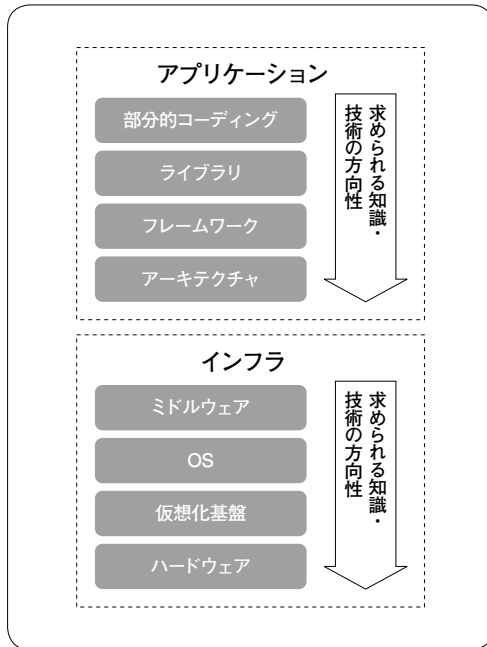 アプリケーション
部分的コーディング
ライブラリ
フレームワーク
アーキテクチャ
求められる知識・
技術の方向性
インフラ
ミドルウェア
OS
仮想化基盤
ハードウェア
求められる知識・
技術の方向性